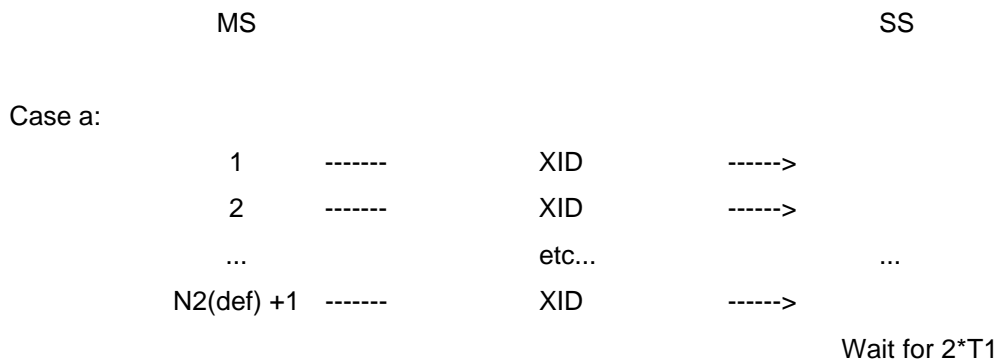 MS SS
Case a:
1 ------- XID ------>
2 ------- XID ------>
... etc... ...
N2(def) +1 ------- XID ------>
Wait for 2*T1